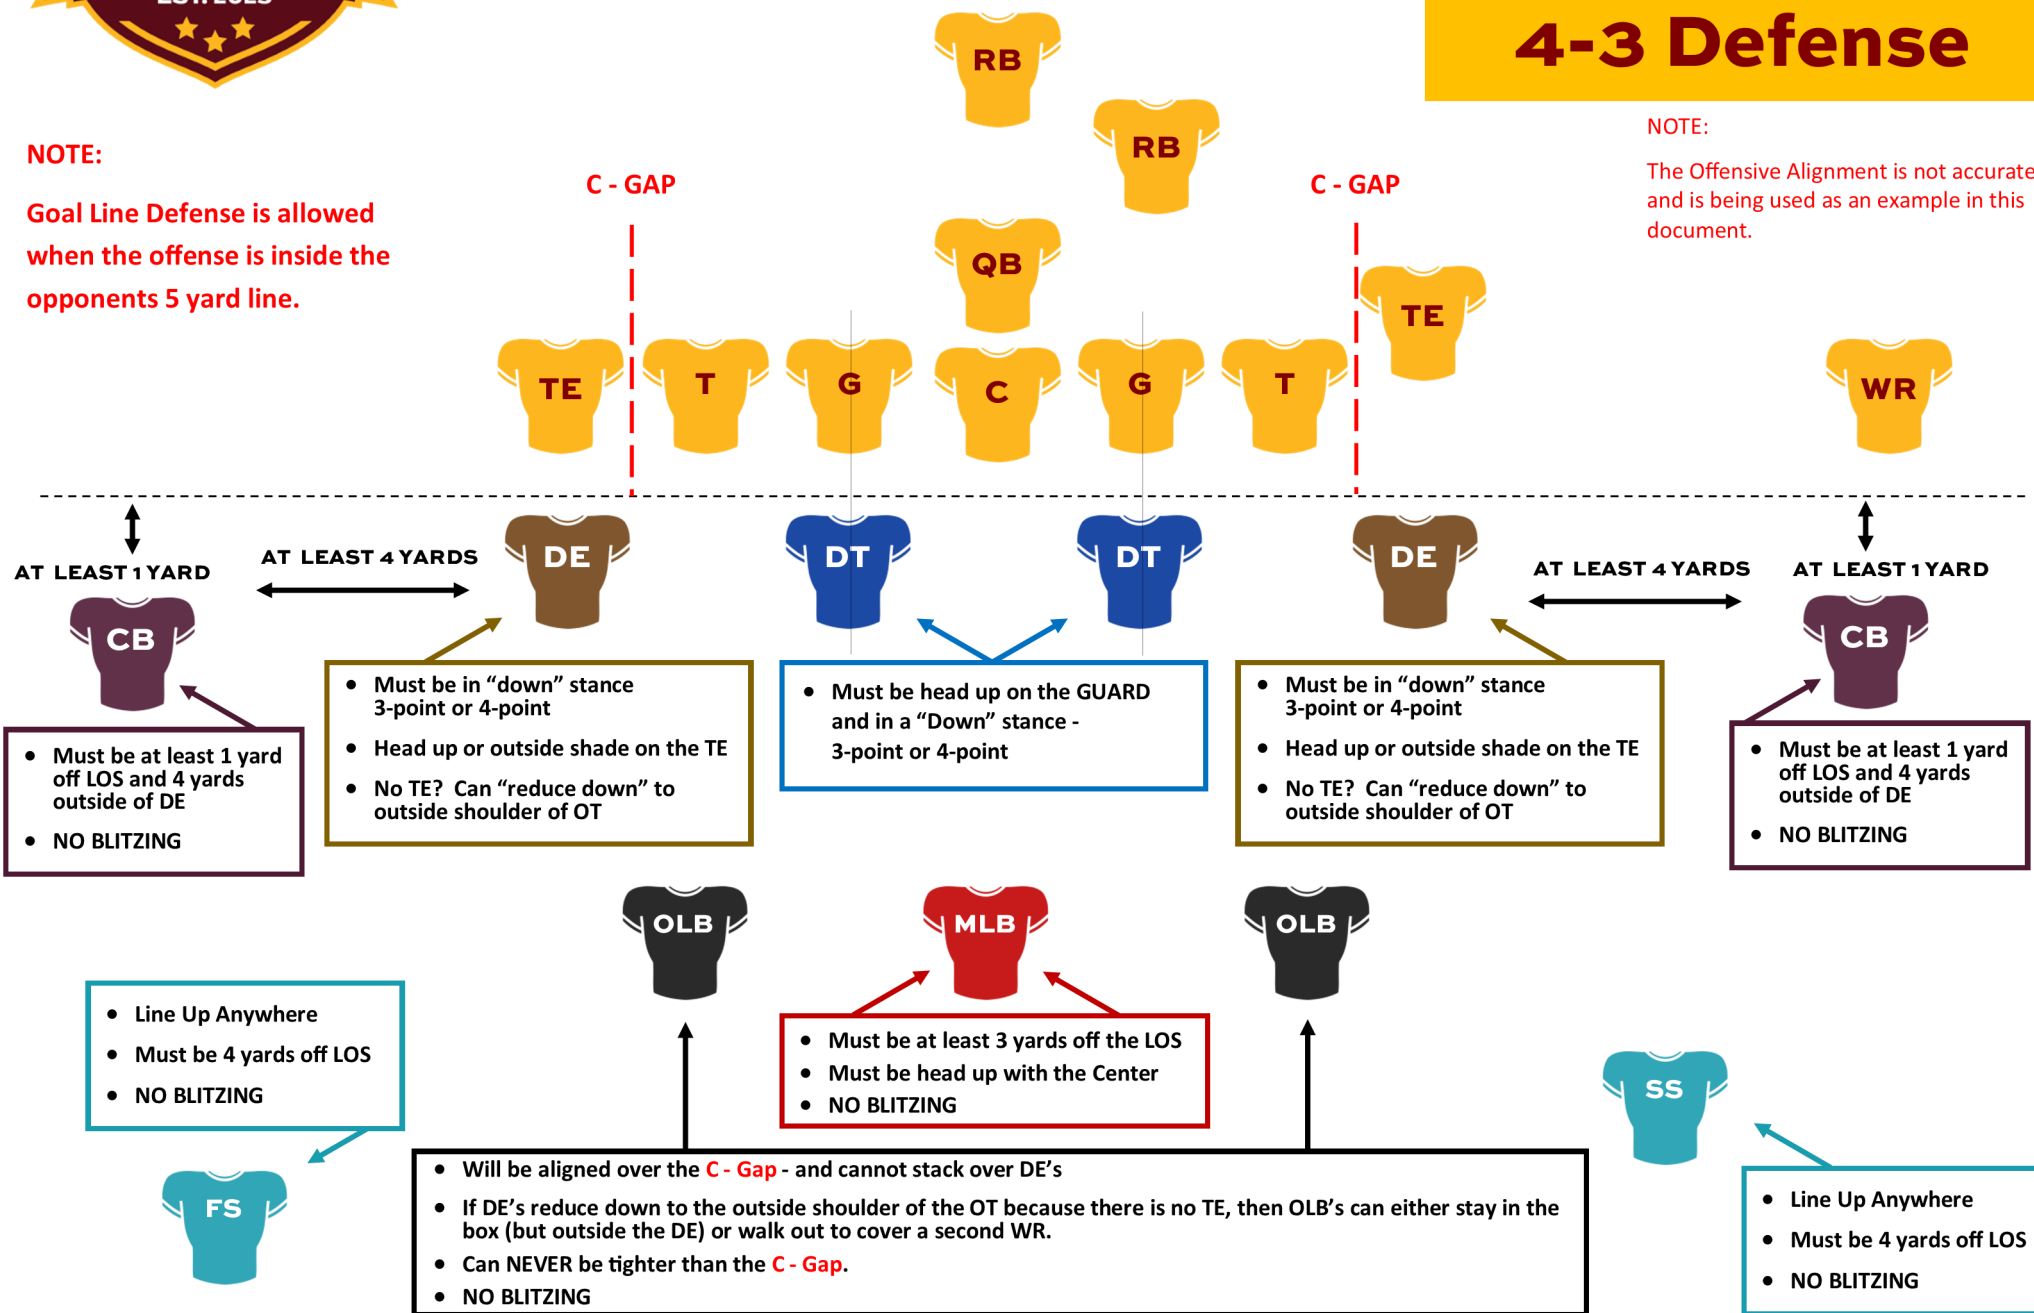 4-3 Defense
NOTE:
Goal Line Defense is allowed
when the offense is inside the
opponents 5 yard line.
NOTE:
The Offensive Alignment is not accurate
and is being used as an example in this
document.
RB
RB
C - GAP
C - GAP
QB
TE
TE
T
G
C
G
T
WR
AT LEAST 1 YARD
AT LEAST 4 YARDS
DE
DT
DT
DE
AT LEAST 4 YARDS
AT LEAST 1 YARD
CB
CB
• Must be at least 1 yard
off LOS and 4 yards
outside of DE
• NO BLITZING
• Must be in “down” stance
3-point or 4-point
• Head up or outside shade on the TE
• No TE? Can “reduce down” to
outside shoulder of OT
• Must be head up on the GUARD
and in a “Down” stance -
3-point or 4-point
• Must be in “down” stance
3-point or 4-point
• Head up or outside shade on the TE
• No TE? Can “reduce down” to
outside shoulder of OT
• Must be at least 1 yard
off LOS and 4 yards
outside of DE
• NO BLITZING
OLB
MLB
OLB
• Line Up Anywhere
• Must be 4 yards off LOS
• NO BLITZING
• Must be at least 3 yards off the LOS
• Must be head up with the Center
• NO BLITZING
SS
FS
• Will be aligned over the C - Gap - and cannot stack over DE’s
• If DE’s reduce down to the outside shoulder of the OT because there is no TE, then OLB’s can either stay in the
box (but outside the DE) or walk out to cover a second WR.
• Can NEVER be tighter than the C - Gap.
• NO BLITZING
• Line Up Anywhere
• Must be 4 yards off LOS
• NO BLITZING